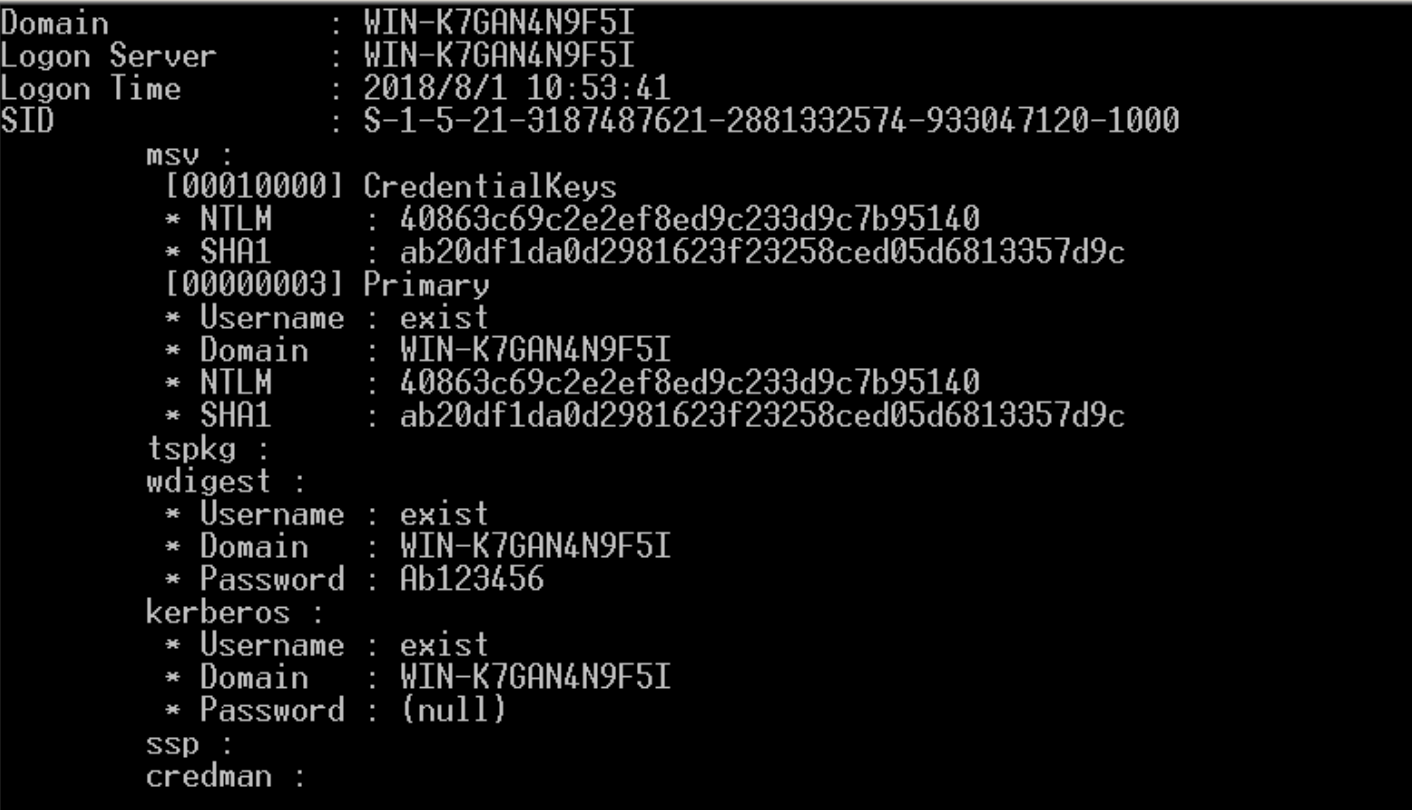 Domain : WIN-K7GAN4N9F5I
Logon Server : WIN-K7GAN4N9F5I
Logon Time : 2018/8/1 10:53:41
SID : S-1-5-21-3187487621-2881332574-933047120-1000
msv :
[00010000] CredentialKeys
* NTLM : 40863c69c2e2ef8ed9c233d9c7b95140
* SHA1 : ab20df1da0d2981623f23258ced05d6813357d9c
[00000003] Primary
* Username : exist
* Domain : WIN-K7GAN4N9F5I
* NTLM : 40863c69c2e2ef8ed9c233d9c7b95140
* SHA1 : ab20df1da0d2981623f23258ced05d6813357d9c
tspkg :
wdigest :
* Username : exist
* Domain : WIN-K7GAN4N9F5I
* Password : Ab123456
kerberos :
* Username : exist
* Domain : WIN-K7GAN4N9F5I
* Password : (null)
ssp :
credman :